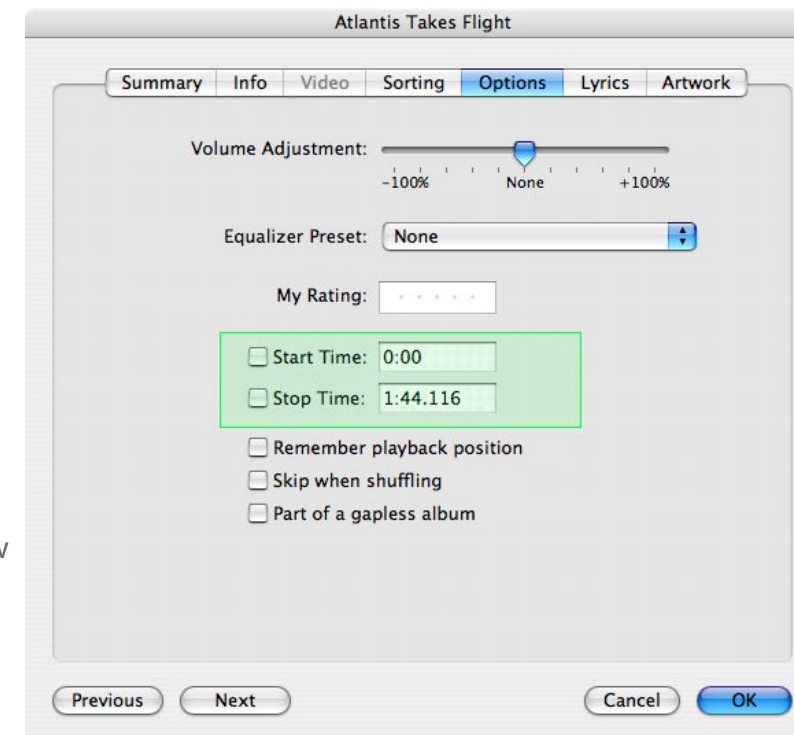 Atlantis Takes Flight
Summary Info Video Sorting Options Lyrics Artwork
Volume Adjustment:
-100% None +100%
Equalizer Preset: None
My Rating:
Start Time: 0:00
Stop Time: 1:44.116
Remember playback position
Skip when shuffling
Part of a gapless album
Previous Next Cancel OK